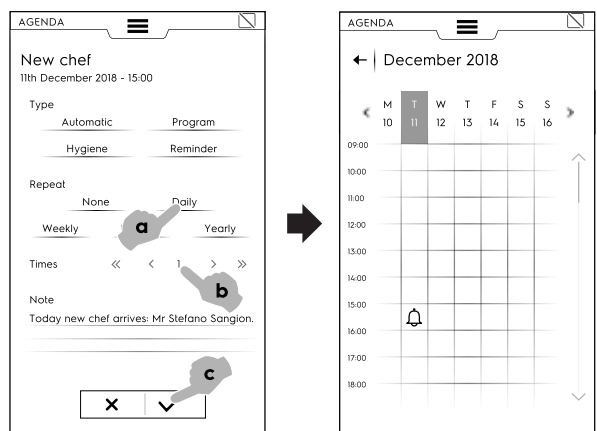 AGENDA
New chef
11th December 2018 - 15:00
Type
Automatic Program
Hygiene Reminder
Repeat
None Daily
Weekly Yearly
Times « < 1 > »
Note
Today new chef arrives: Mr Stefano Sangion.
a
b
c
AGENDA
December 2018
M T W T F S S
10 11 12 13 14 15 16
09:00
10:00
11:00
12:00
13:00
14:00
15:00
16:00
17:00
18:00